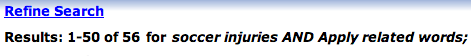 Refine Search
Results: 1-50 of 56 for soccer injuries AND Apply related words;